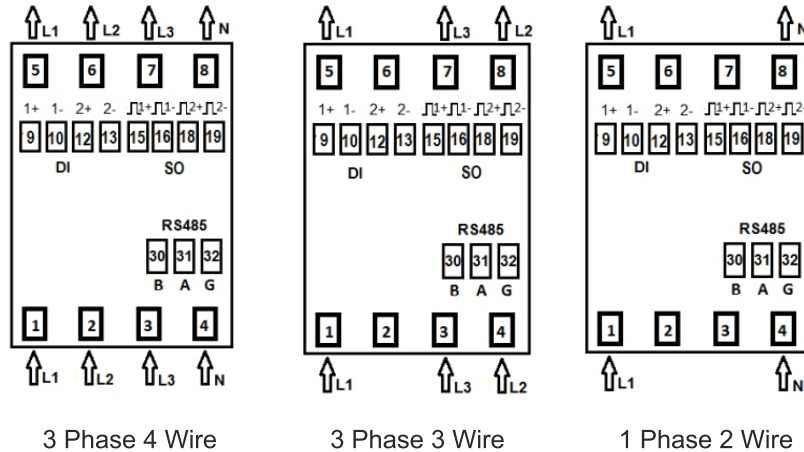 L1 L2 L3 N
5 6 7 8
1+ 1- 2+ 2- 1+ 1- 2+ 2-
9 10 12 13 15 16 18 19
DI SO
RS485
30 31 32
B A G
1 2 3 4
L1 L2 L3 N
3 Phase 4 Wire
L1 L3 L2
5 6 7 8
1+ 1- 2+ 2- 1+ 1- 2+ 2-
9 10 12 13 15 16 18 19
DI SO
RS485
30 31 32
B A G
1 2 3 4
L1 L3 L2
3 Phase 3 Wire
L1 N
5 6 7 8
1+ 1- 2+ 2- 1+ 1- 2+ 2-
9 10 12 13 15 16 18 19
DI SO
RS485
30 31 32
B A G
1 2 3 4
L1 N
1 Phase 2 Wire